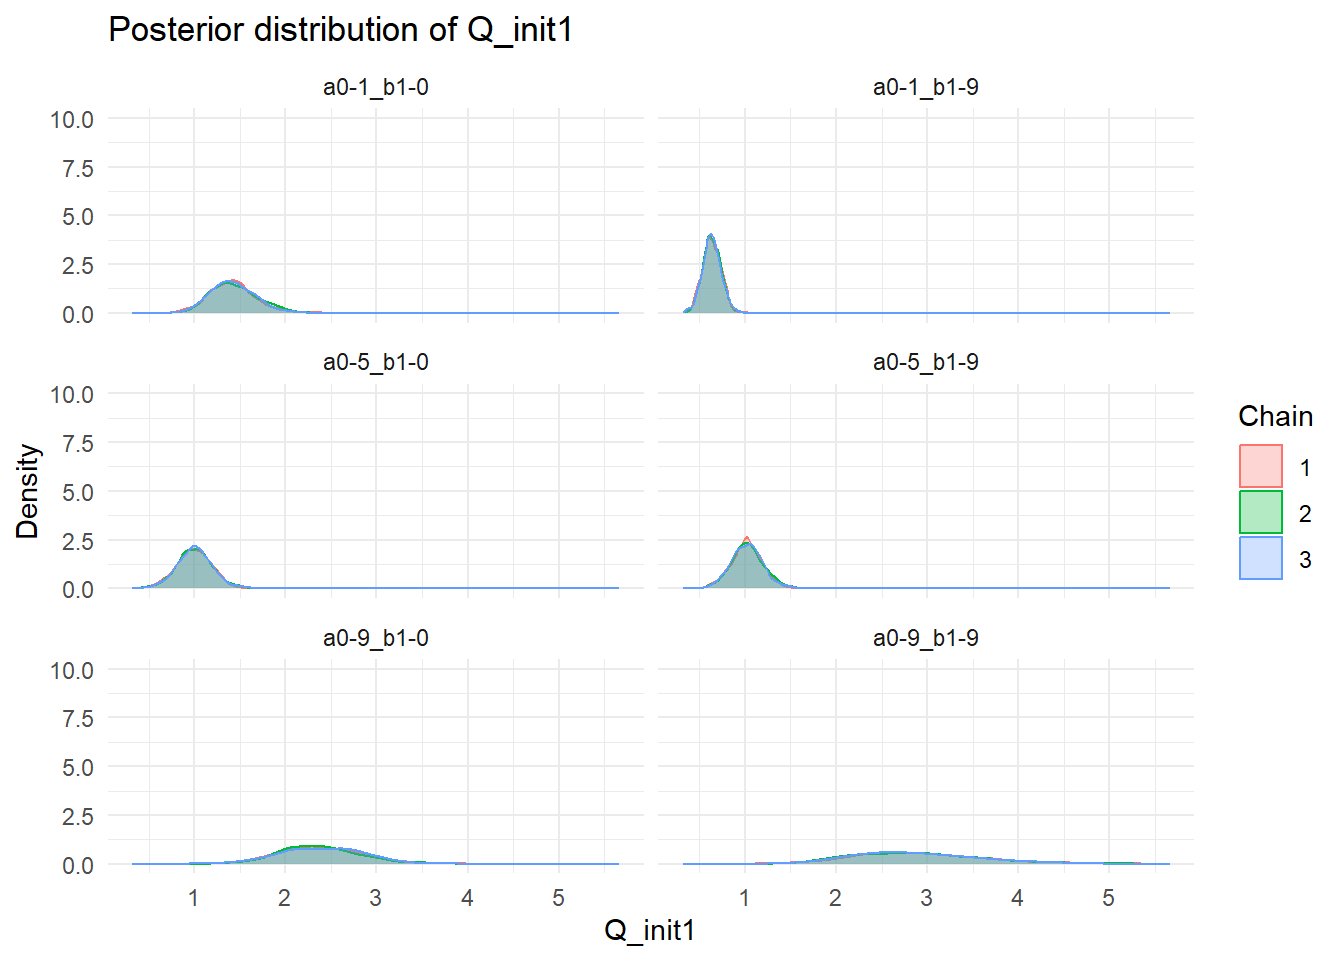 Posterior distribution of Q_init1
a0-1_b1-0
a0-1_b1-9
10.0
7.5
5.0
2.5
0.0
a0-5_b1-0
a0-5_b1-9
10.0
7.5
5.0
2.5
0.0
a0-9_b1-0
a0-9_b1-9
10.0
7.5
5.0
2.5
0.0
1 2 3 4 5
1 2 3 4 5
Q_init1
Density
Chain
1
2
3